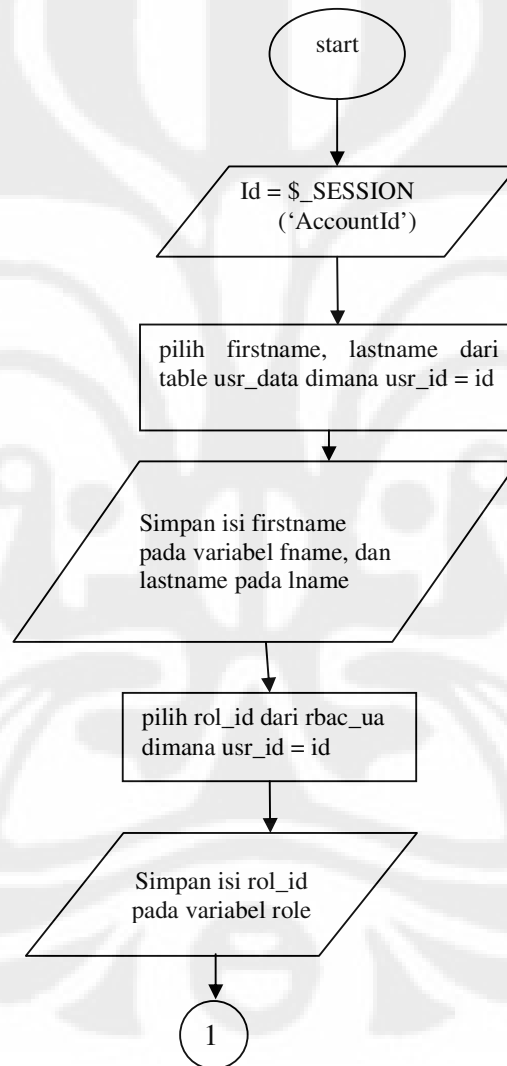 start
Id = $_SESSION
(‘AccountId’)
pilih firstname, lastname dari
table usr_data dimana usr_id = id
Simpan isi firstname
pada variabel fname, dan
lastname pada lname
pilih rol_id dari rbac_ua
dimana usr_id = id
Simpan isi rol_id
pada variabel role
1